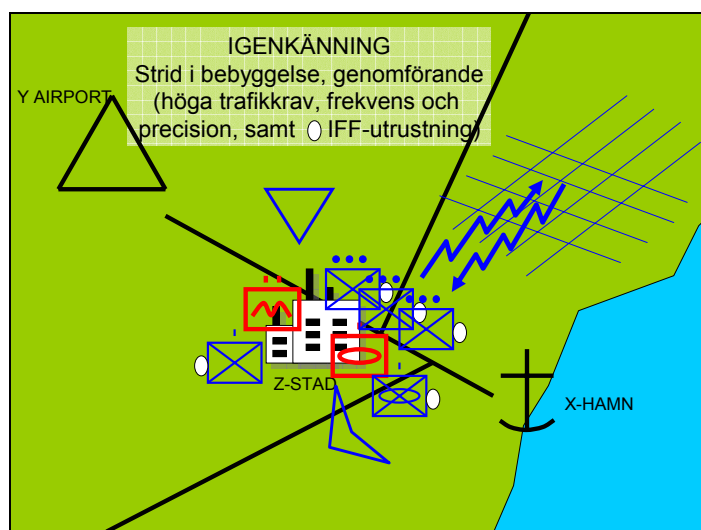 IGENKÄNNING
Strid i bebyggelse, genomförande
(höga trafikkrav, frekvens och
precision, samt IFF-utrustning)
Y AIRPORT
Z-STAD
X-HAMN